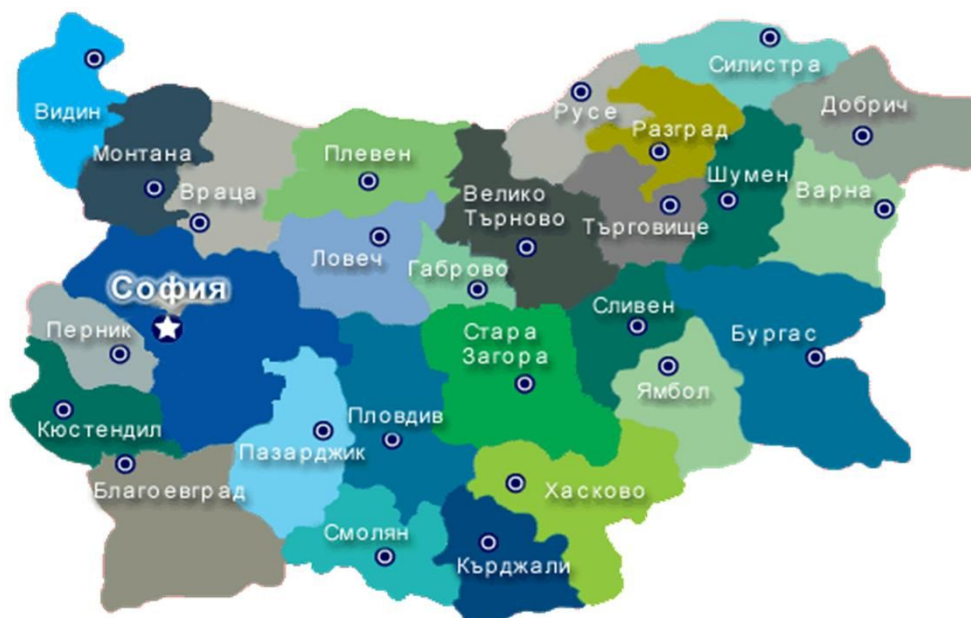 Силистра
Видин
Русе
Добрич
Разград
Монтана
Плевен
Враца
Велико
Търново
Шумен
Варна
Търговище
Ловеч
Габрово
София
Сливен
Перник
Стара
Загора
Бургас
Ямбол
Кюстендил
Пловдив
Пазарджик
Благоевград
Хасково
Смолян
Кърджали